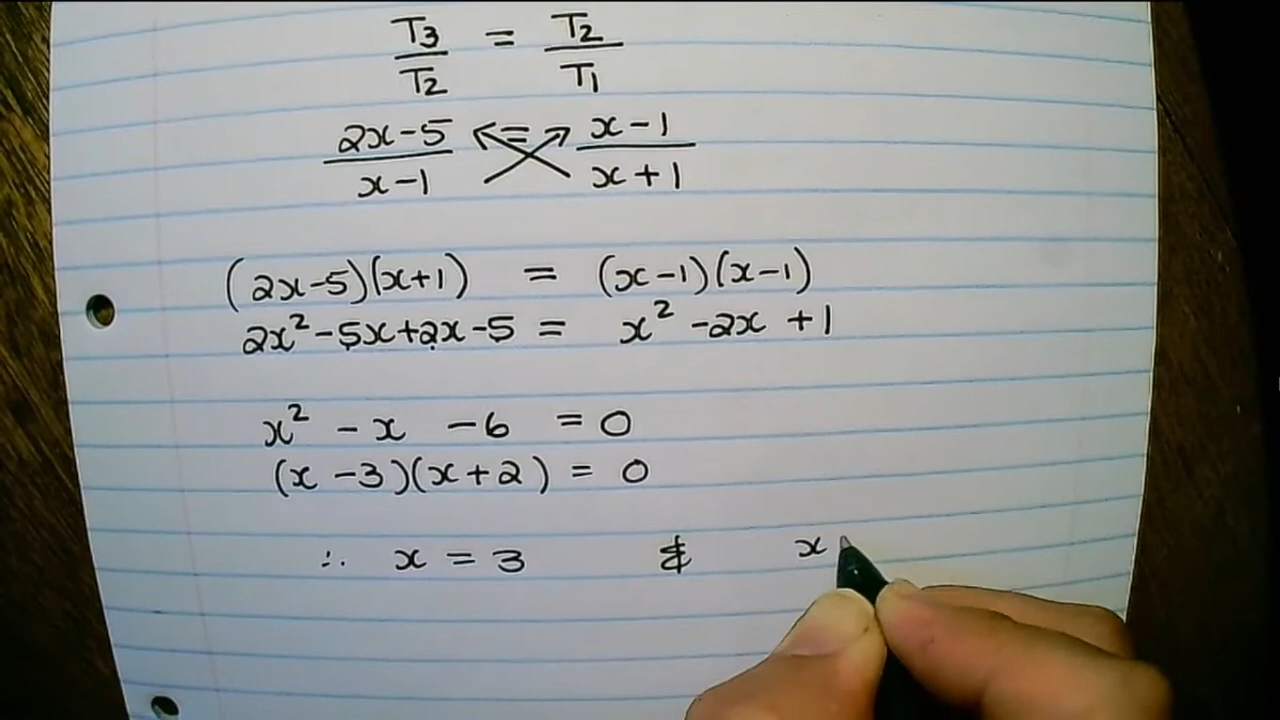 T3/T2 = T2/T1
2x-5/x-1 = x-1/x+1
(2x-5)(x+1) = (x-1)(x-1)
2x²-5x+2x-5 = x²-2x+1
x²-x-6 = 0
(x-3)(x+2) = 0
∴ x = 3 & x